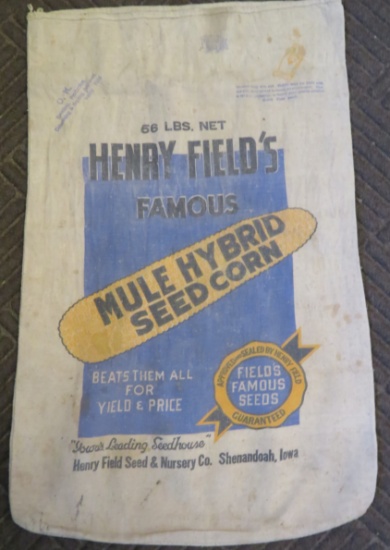 56 LBS. NET
HENRY FIELD'S
FAMOUS
MULE HYBRID
SEED CORN
BEATS THEM ALL
FOR
YIELD & PRICE
APPROVED AND SEALED BY HENRY FIELD
FIELD'S
FAMOUS
SEEDS
GUARANTEED
"Iowa's Leading Seedhouse"
Henry Field Seed & Nursery Co. Shenandoah, Iowa